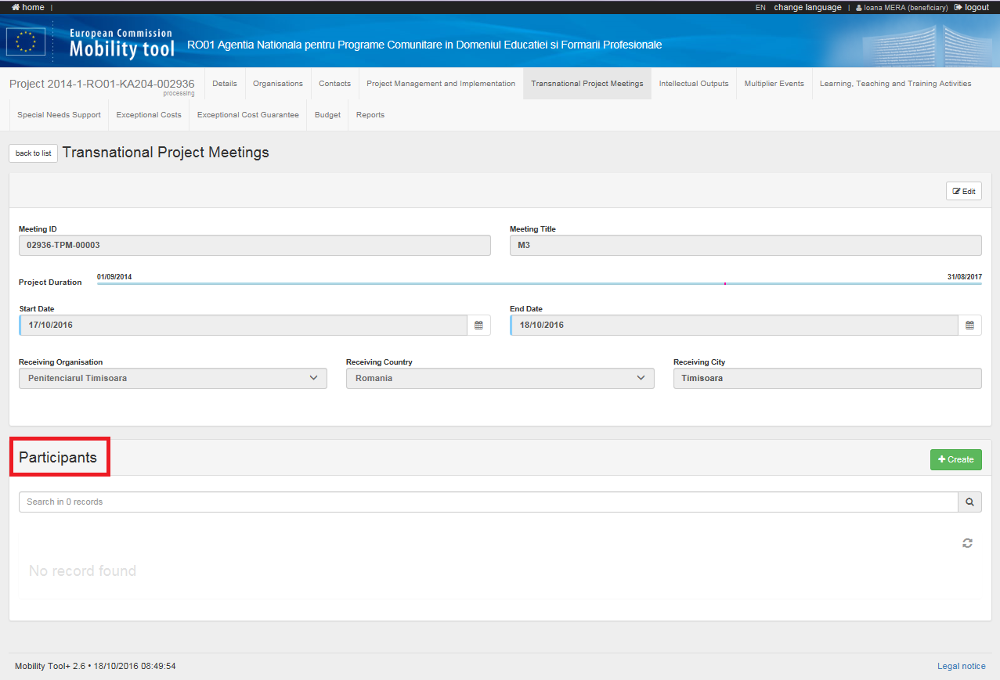 home | EN change language | Ioana MERA (beneficiary) logout
European Commission
Mobility tool
RO01 Agentia Nationala pentru Programe Comunitare in Domeniul Educatiei si Formarii Profesionale
Project 2014-1-RO01-KA204-002936 Details Organisations Contacts Project Management and Implementation Transnational Project Meetings Intellectual Outputs Multiplier Events Learning, Teaching and Training Activities
processing
Special Needs Support Exceptional Costs Exceptional Cost Guarantee Budget Reports
back to list Transnational Project Meetings
Edit
Meeting ID Meeting Title
02936-TPM-00003 M3
01/09/2014 31/08/2017
Project Duration
Start Date End Date
17/10/2016 18/10/2016
Receiving Organisation Receiving Country Receiving City
Penitenciarul Timisoara Romania Timisoara
Participants + Create
Search in 0 records
No record found
Mobility Tool+ 2.6 • 18/10/2016 08:49:54 Legal notice